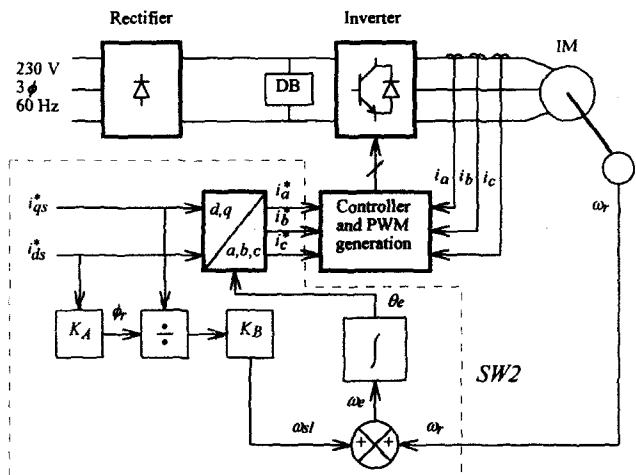 Rectifier
Inverter
IM
230 V
3 ϕ
60 Hz
DB
i*qs
i*ds
d,q
a,b,c
i*a
i*b
i*c
Controller
and PWM
generation
ia ib ic
ωr
KA
ϕr
÷
KB
θe
∫
SW2
ωe
ωsl
+ +
ωr